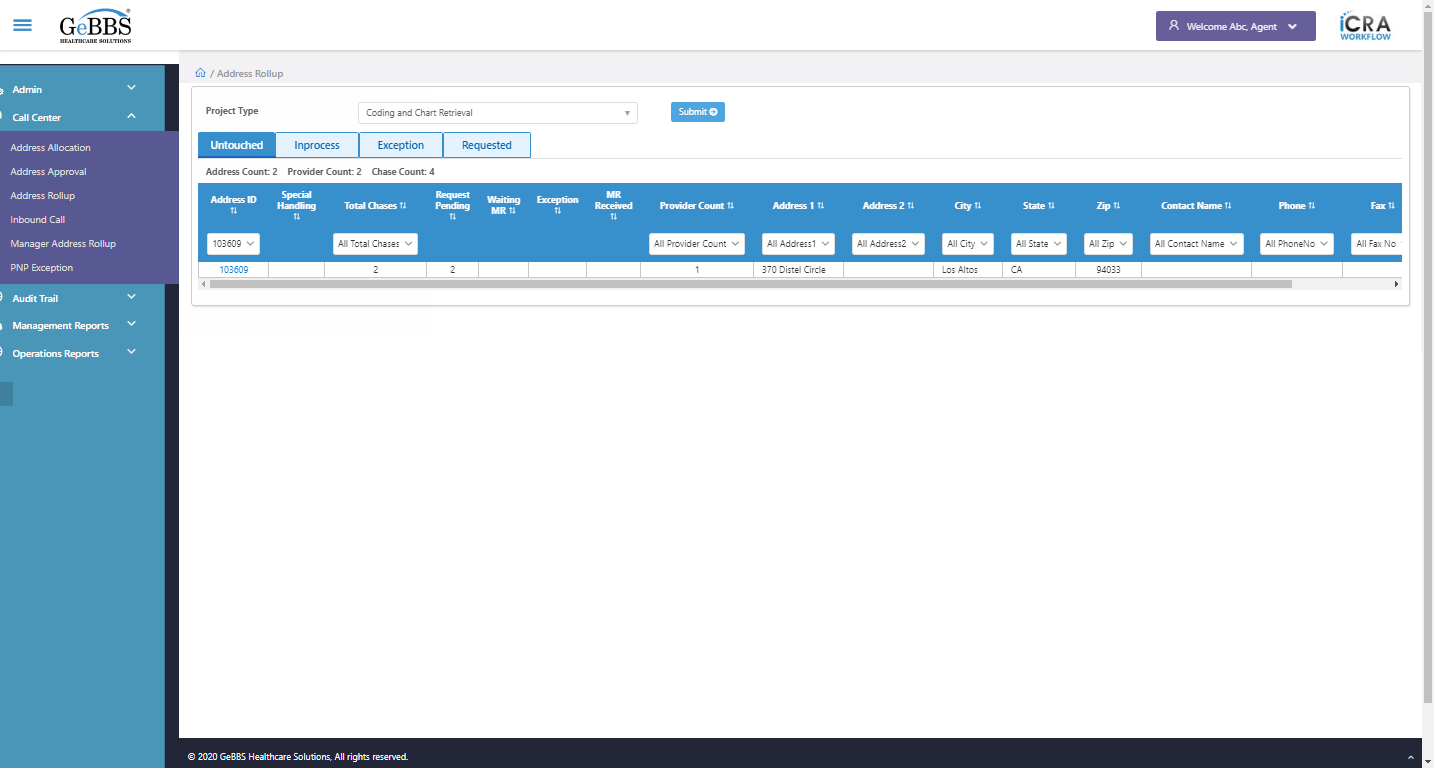 GeBBS
HEALTHCARE SOLUTIONS
Welcome Abc, Agent
iCRA
WORKFLOW
Admin
Call Center
Address Allocation
Address Approval
Address Rollup
Inbound Call
Manager Address Rollup
PNP Exception
Audit Trail
Management Reports
Operations Reports
/ Address Rollup
Project Type
Coding and Chart Retrieval
Submit
Untouched Inprocess Exception Requested
Address Count: 2 Provider Count: 2 Chase Count: 4
Address ID Special Handling Total Chases Request Pending Waiting MR Exception MR Received Provider Count Address 1 Address 2 City State Zip Contact Name Phone Fax
103609 All Total Chases All Provider Count All Address1 All Address2 All City All State All Zip All Contact Name All PhoneNo All Fax No
103609 2 2 1 370 Distel Circle Los Altos CA 94033
© 2020 GeBBS Healthcare Solutions, All rights reserved.